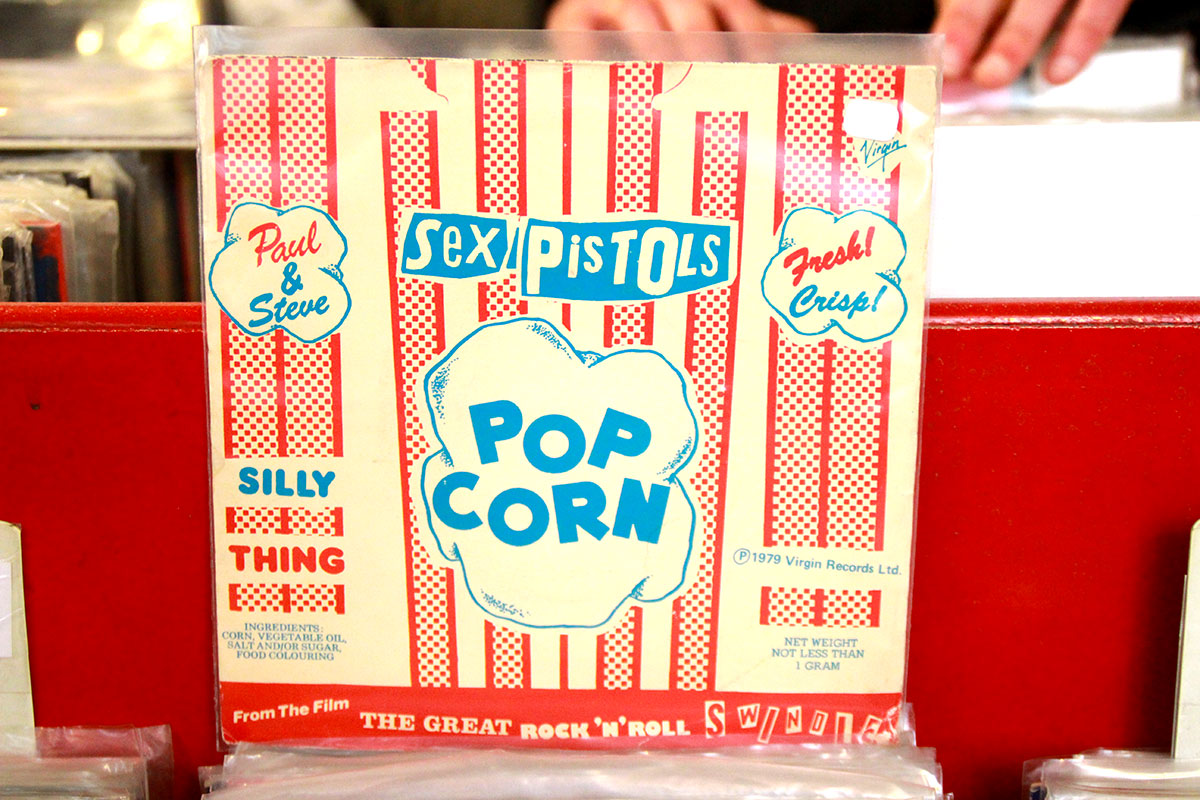 Virgin
Paul
&
Steve
SEX PISTOLS
Fresh!
Crisp!
POP
CORN
SILLY
THING
INGREDIENTS:
CORN, VEGETABLE OIL,
SALT AND/OR SUGAR,
FOOD COLOURING
Ⓟ1979 Virgin Records Ltd.
NET WEIGHT
NOT LESS THAN
1 GRAM
From The Film THE GREAT ROCK 'N' ROLL SWINDLE